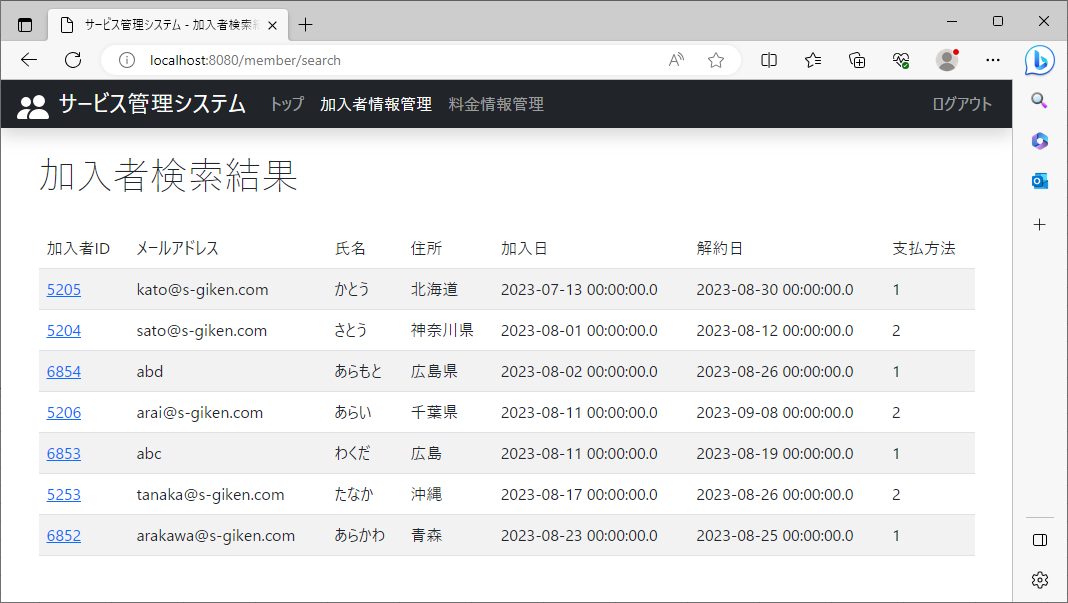 サービス管理システム - 加入者検索
localhost:8080/member/search
サービス管理システム トップ 加入者情報管理 料金情報管理 ログアウト
加入者検索結果
加入者ID メールアドレス 氏名 住所 加入日 解約日 支払方法
5205 kato@s-giken.com かとう 北海道 2023-07-13 00:00:00.0 2023-08-30 00:00:00.0 1
5204 sato@s-giken.com さとう 神奈川県 2023-08-01 00:00:00.0 2023-08-12 00:00:00.0 2
6854 abd あらもと 広島県 2023-08-02 00:00:00.0 2023-08-26 00:00:00.0 1
5206 arai@s-giken.com あらい 千葉県 2023-08-11 00:00:00.0 2023-09-08 00:00:00.0 2
6853 abc わくだ 広島 2023-08-11 00:00:00.0 2023-08-19 00:00:00.0 1
5253 tanaka@s-giken.com たなか 沖縄 2023-08-17 00:00:00.0 2023-08-26 00:00:00.0 2
6852 arakawa@s-giken.com あらかわ 青森 2023-08-23 00:00:00.0 2023-08-25 00:00:00.0 1